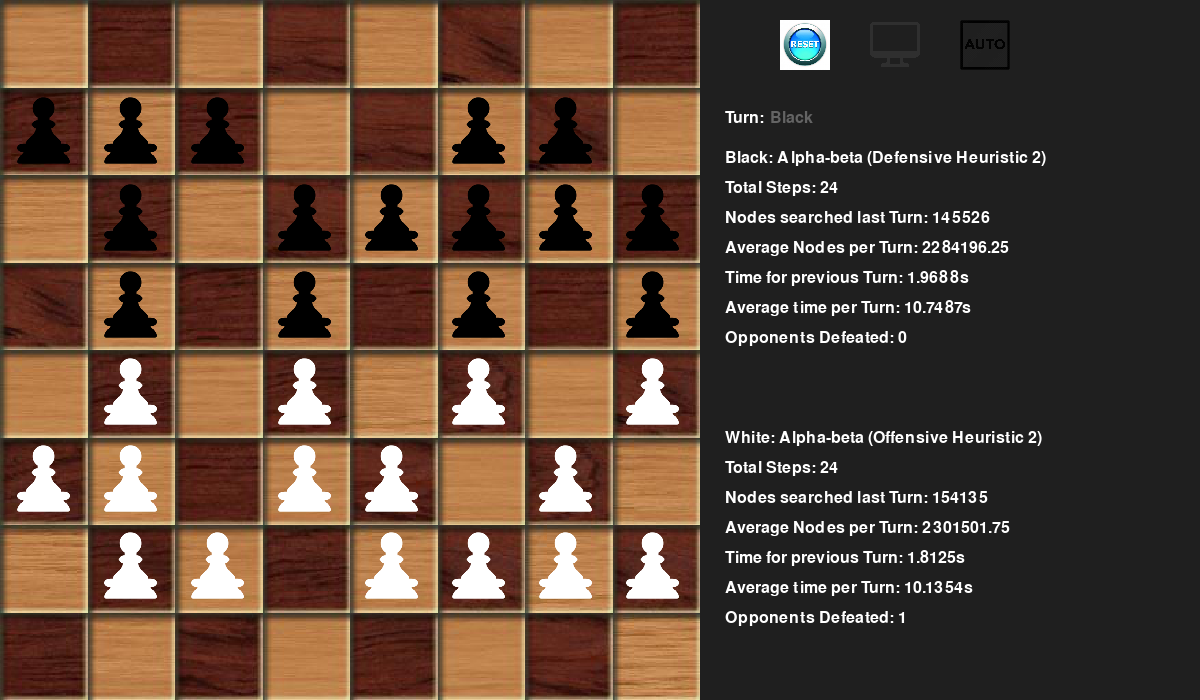 RESET
AUTO
Turn: Black
Black: Alpha-beta (Defensive Heuristic 2)
Total Steps: 24
Nodes searched last Turn: 145526
Average Nodes per Turn: 2284196.25
Time for previous Turn: 1.9688s
Average time per Turn: 10.7487s
Opponents Defeated: 0
White: Alpha-beta (Offensive Heuristic 2)
Total Steps: 24
Nodes searched last Turn: 154135
Average Nodes per Turn: 2301501.75
Time for previous Turn: 1.8125s
Average time per Turn: 10.1354s
Opponents Defeated: 1